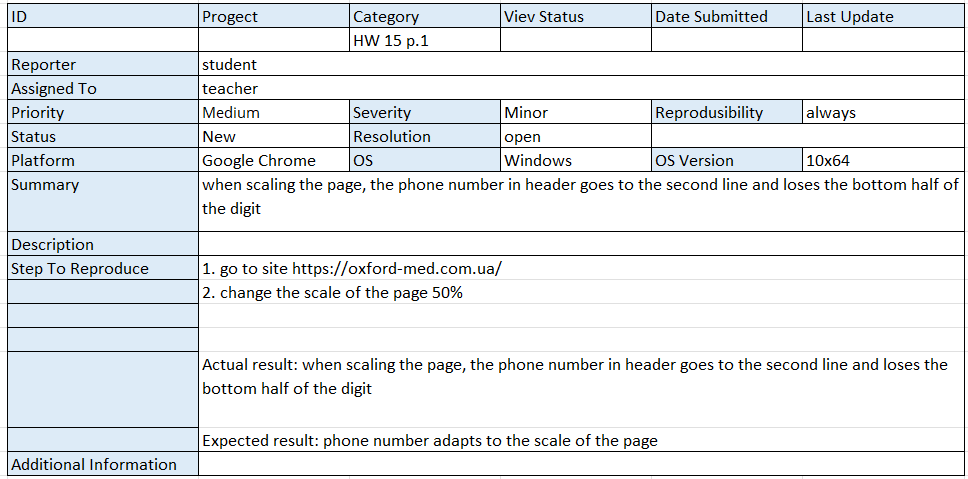 ID Progect Category Viev Status Date Submitted Last Update
HW 15 p.1
Reporter student
Assigned To teacher
Priority Medium Severity Minor Reprodusibility always
Status New Resolution open
Platform Google Chrome OS Windows OS Version 10x64
Summary when scaling the page, the phone number in header goes to the second line and loses the bottom half of
the digit
Description
Step To Reproduce 1. go to site https://oxford-med.com.ua/
2. change the scale of the page 50%
Actual result: when scaling the page, the phone number in header goes to the second line and loses the
bottom half of the digit
Expected result: phone number adapts to the scale of the page
Additional Information